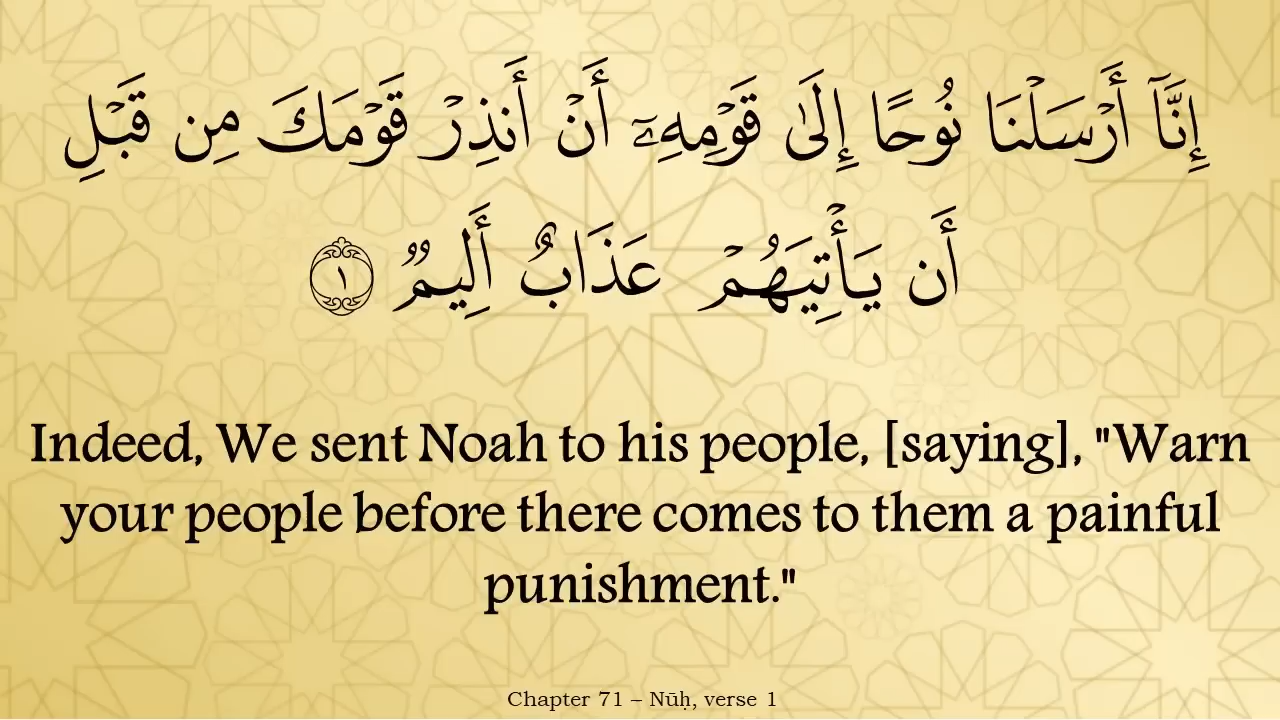 إِنَّآ أَرْسَلْنَا نُوحًا إِلَىٰ قَوْمِهِۦٓ أَنْ أَنذِرْ قَوْمَكَ مِن قَبْلِ
أَن يَأْتِيَهُمْ عَذَابٌ أَلِيمٌ ١
Indeed, We sent Noah to his people, [saying], "Warn
your people before there comes to them a painful
punishment."
Chapter 71 – Nūḥ, verse 1